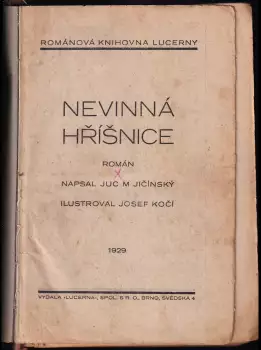 ROMÁNOVÁ KNIHOVNA LUCERNY
NEVINNÁ
HŘÍŠNICE
ROMÁN
NAPSAL JUC M JIČÍNSKÝ
ILUSTROVAL JOSEF KOČÍ
1929
VYDALA «LUCERNA», SPOL. S R. O., BRNO, ŠVÉDSKÁ 4